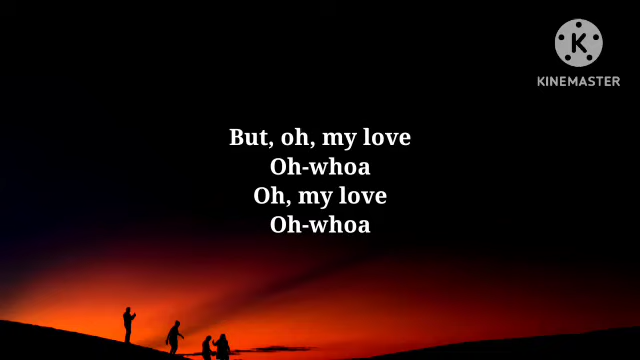 K
KINEMASTER
But, oh, my love
Oh-whoa
Oh, my love
Oh-whoa